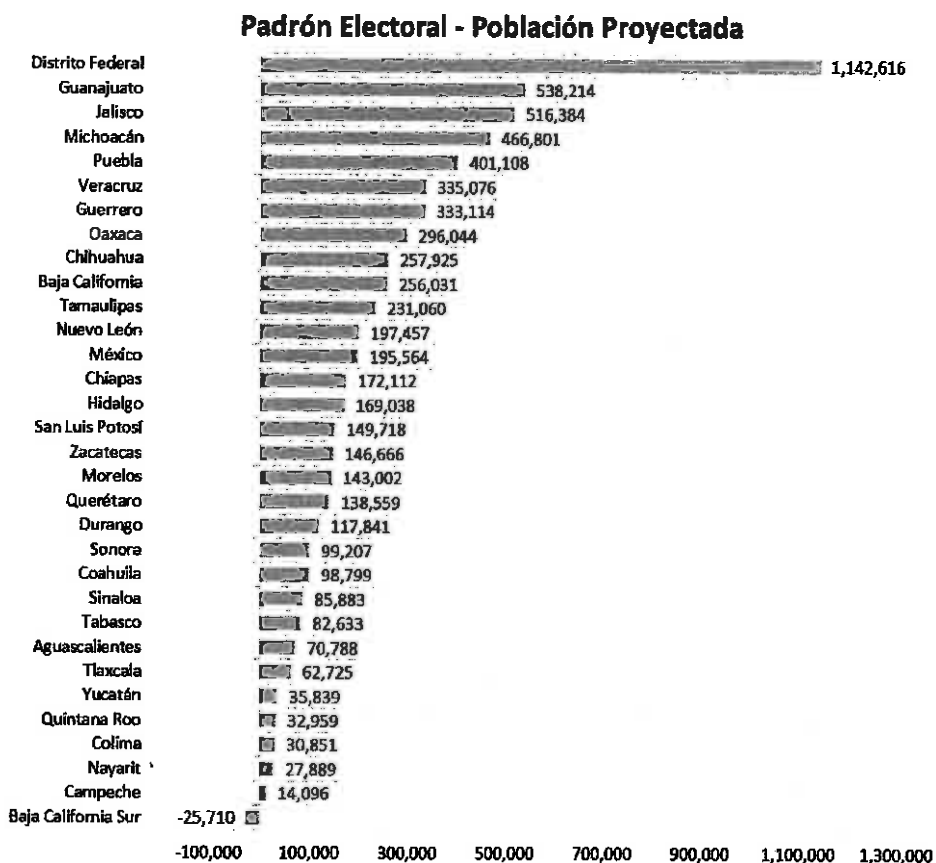 Padrón Electoral - Población Proyectada
Distrito Federal 1,142,616
Guanajuato 538,214
Jalisco 516,384
Michoacán 466,801
Puebla 401,108
Veracruz 335,076
Guerrero 333,114
Oaxaca 296,044
Chihuahua 257,925
Baja California 256,031
Tamaulipas 231,060
Nuevo León 197,457
México 195,564
Chiapas 172,112
Hidalgo 169,038
San Luis Potosí 149,718
Zacatecas 146,666
Morelos 143,002
Querétaro 138,559
Durango 117,841
Sonora 99,207
Coahuila 98,799
Sinaloa 85,883
Tabasco 82,633
Aguascalientes 70,788
Tlaxcala 62,725
Yucatán 35,839
Quintana Roo 32,959
Colima 30,851
Nayarit 27,889
Campeche 14,096
Baja California Sur -25,710
-100,000 100,000 300,000 500,000 700,000 900,000 1,100,000 1,300,000